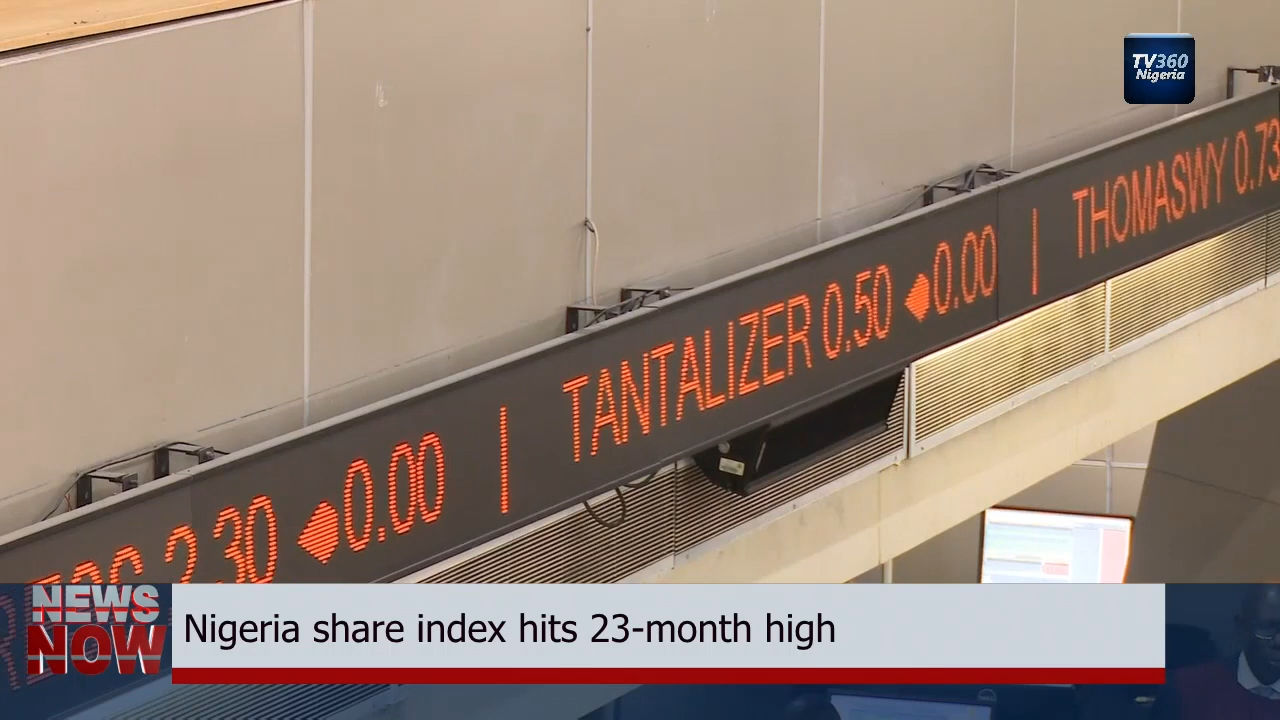 TV360
Nigeria
2.30 0.00 | TANTALIZER 0.50 0.00 | THOMASWY 0.73
NEWS
NOW
Nigeria share index hits 23-month high